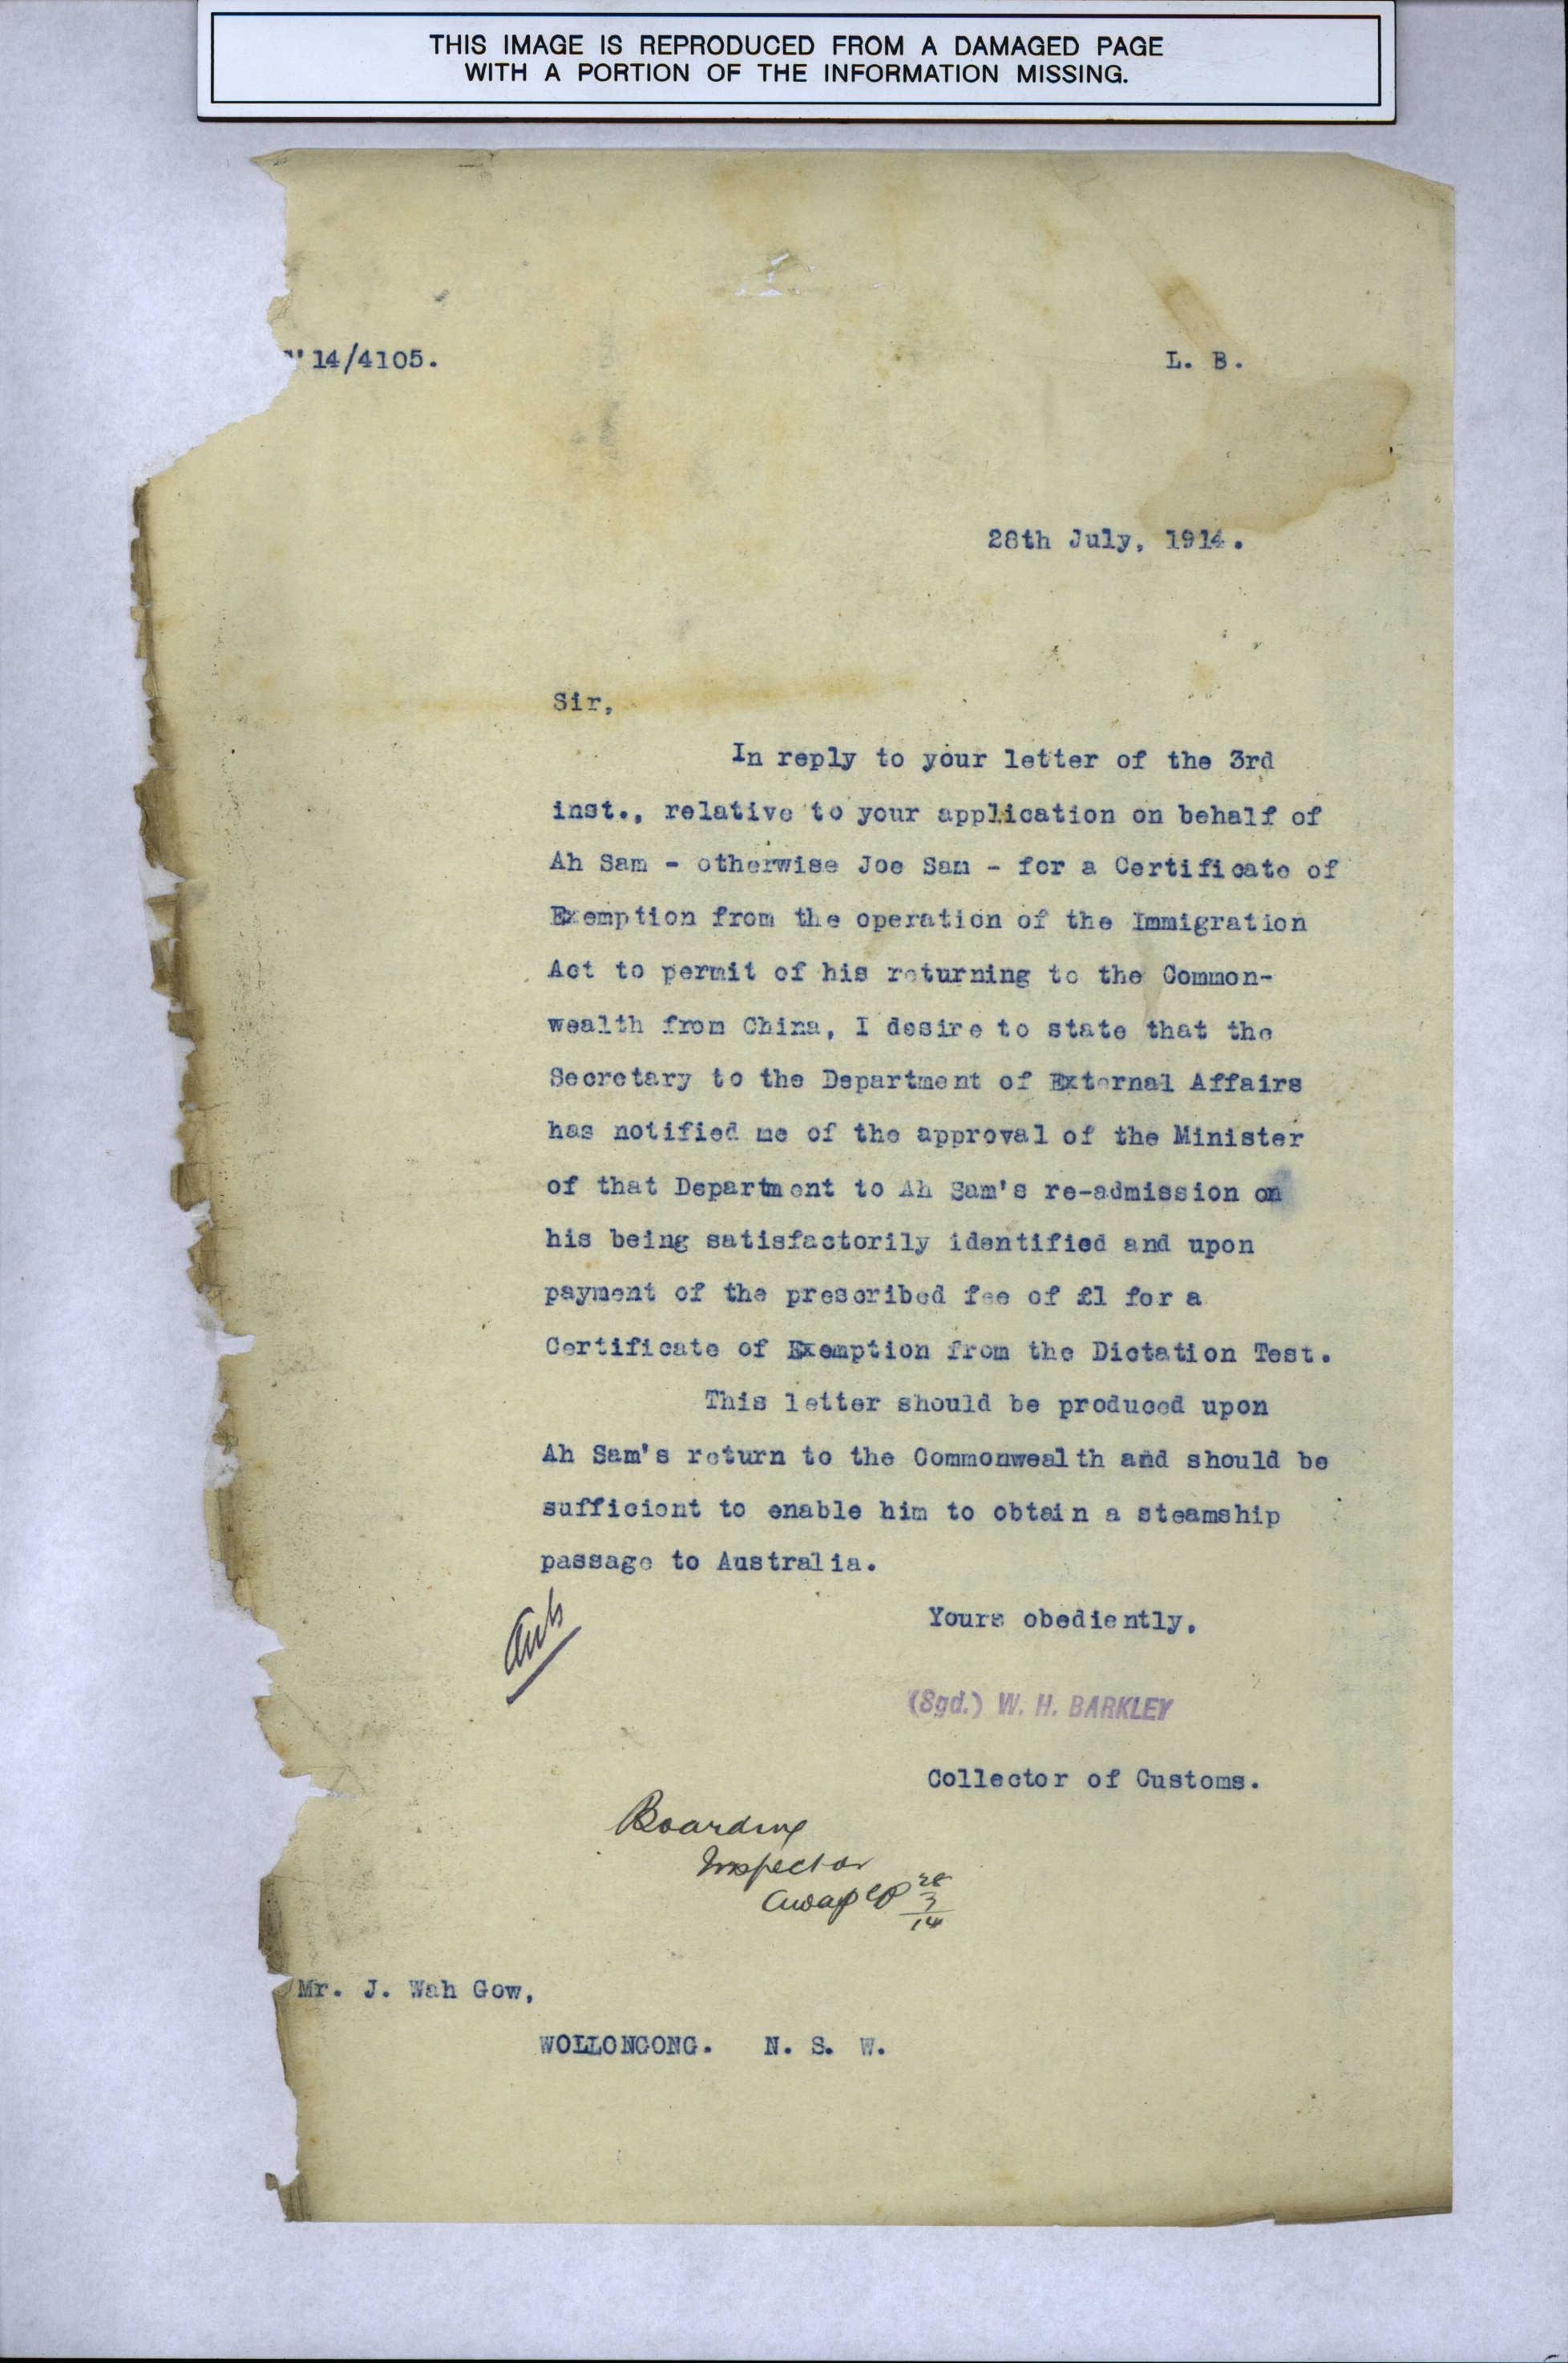 THIS IMAGE IS REPRODUCED FROM A DAMAGED PAGE
WITH A PORTION OF THE INFORMATION MISSING.
14/4105.
L. B.
28th July, 1914.
Sir,
In reply to your letter of the 3rd
inst., relative to your application on behalf of
Ah Sam - otherwise Joe Sam - for a Certificate of
Exemption from the operation of the Immigration
Act to permit of his returning to the Common-
wealth from China, I desire to state that the
Secretary to the Department of External Affairs
has notified me of the approval of the Minister
of that Department to Ah Sam's re-admission on
his being satisfactorily identified and upon
payment of the prescribed fee of £1 for a
Certificate of Exemption from the Dictation Test.
This letter should be produced upon
Ah Sam's return to the Commonwealth and should be
sufficient to enable him to obtain a steamship
passage to Australia.
Yours obediently,
(Sgd.) W. H. BARKLEY
Collector of Customs.
Boarding
Inspector
14
Mr. J. Wah Gow,
WOLLONGONG. N. S. W.